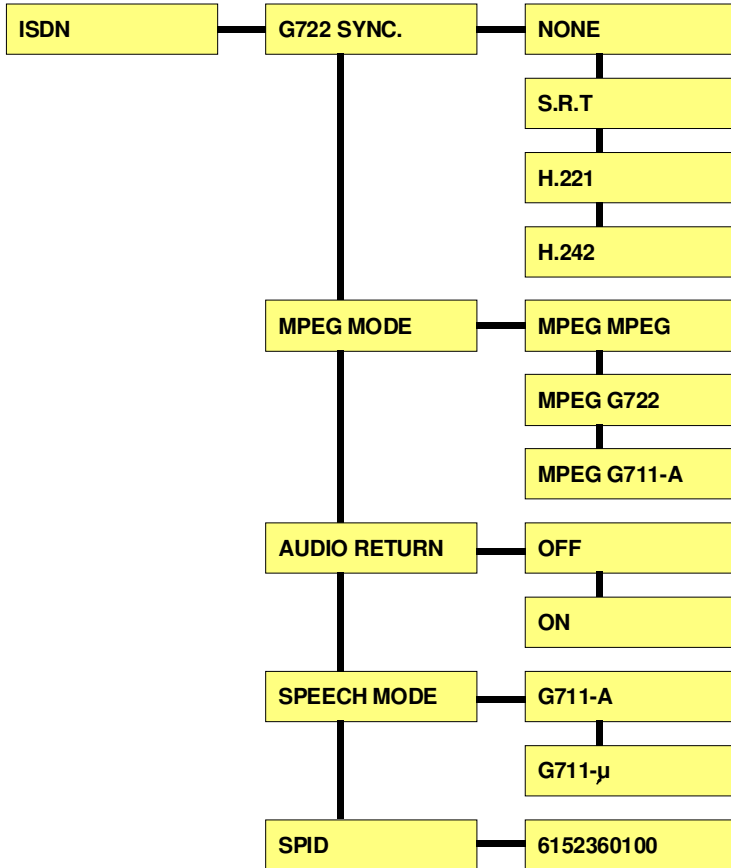 ISDN
G722 SYNC.
NONE
S.R.T
H.221
H.242
MPEG MODE
MPEG MPEG
MPEG G722
MPEG G711-A
AUDIO RETURN
OFF
ON
SPEECH MODE
G711-A
G711-µ
SPID
6152360100